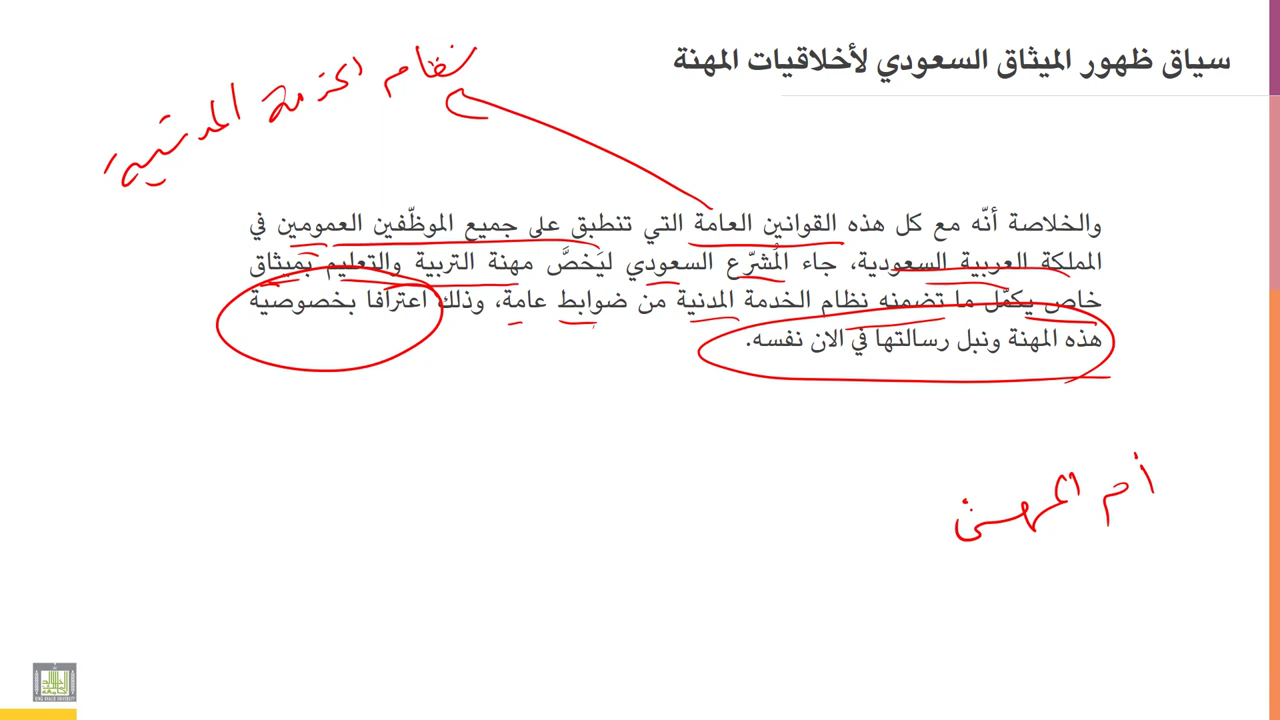 سياق ظهور الميثاق السعودي لأخلاقيات المهنة
نظام الخدمة المدنية
والخلاصة أنّه مع كل هذه القوانين العامة التي تنطبق على جميع الموظّفين العمومين في
المملكة العربية السعودية، جاء المُشرّع السعودي ليَخصَّ مهنة التربية والتعليم بميثاق
خاص يكمّل ما تضمنه نظام الخدمة المدنية من ضوابط عامة، وذلك اعترافا بخصوصية
هذه المهنة ونبل رسالتها في الان نفسه.
أم المهن